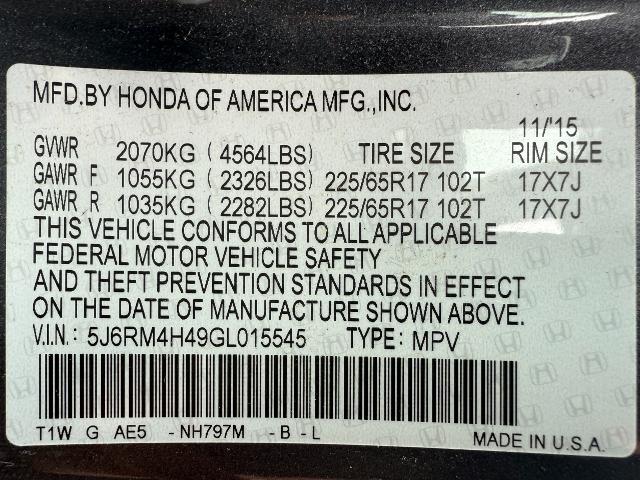 MFD.BY HONDA OF AMERICA MFG.,INC.
11/'15
GVWR 2070KG (4564LBS) TIRE SIZE RIM SIZE
GAWR F 1055KG (2326LBS) 225/65R17 102T 17X7J
GAWR R 1035KG (2282LBS) 225/65R17 102T 17X7J
THIS VEHICLE CONFORMS TO ALL APPLICABLE
FEDERAL MOTOR VEHICLE SAFETY
AND THEFT PREVENTION STANDARDS IN EFFECT
ON THE DATE OF MANUFACTURE SHOWN ABOVE.
V.I.N: 5J6RM4H49GL015545 TYPE: MPV
T1W G AE5 -NH797M -B -L MADE IN U.S.A.